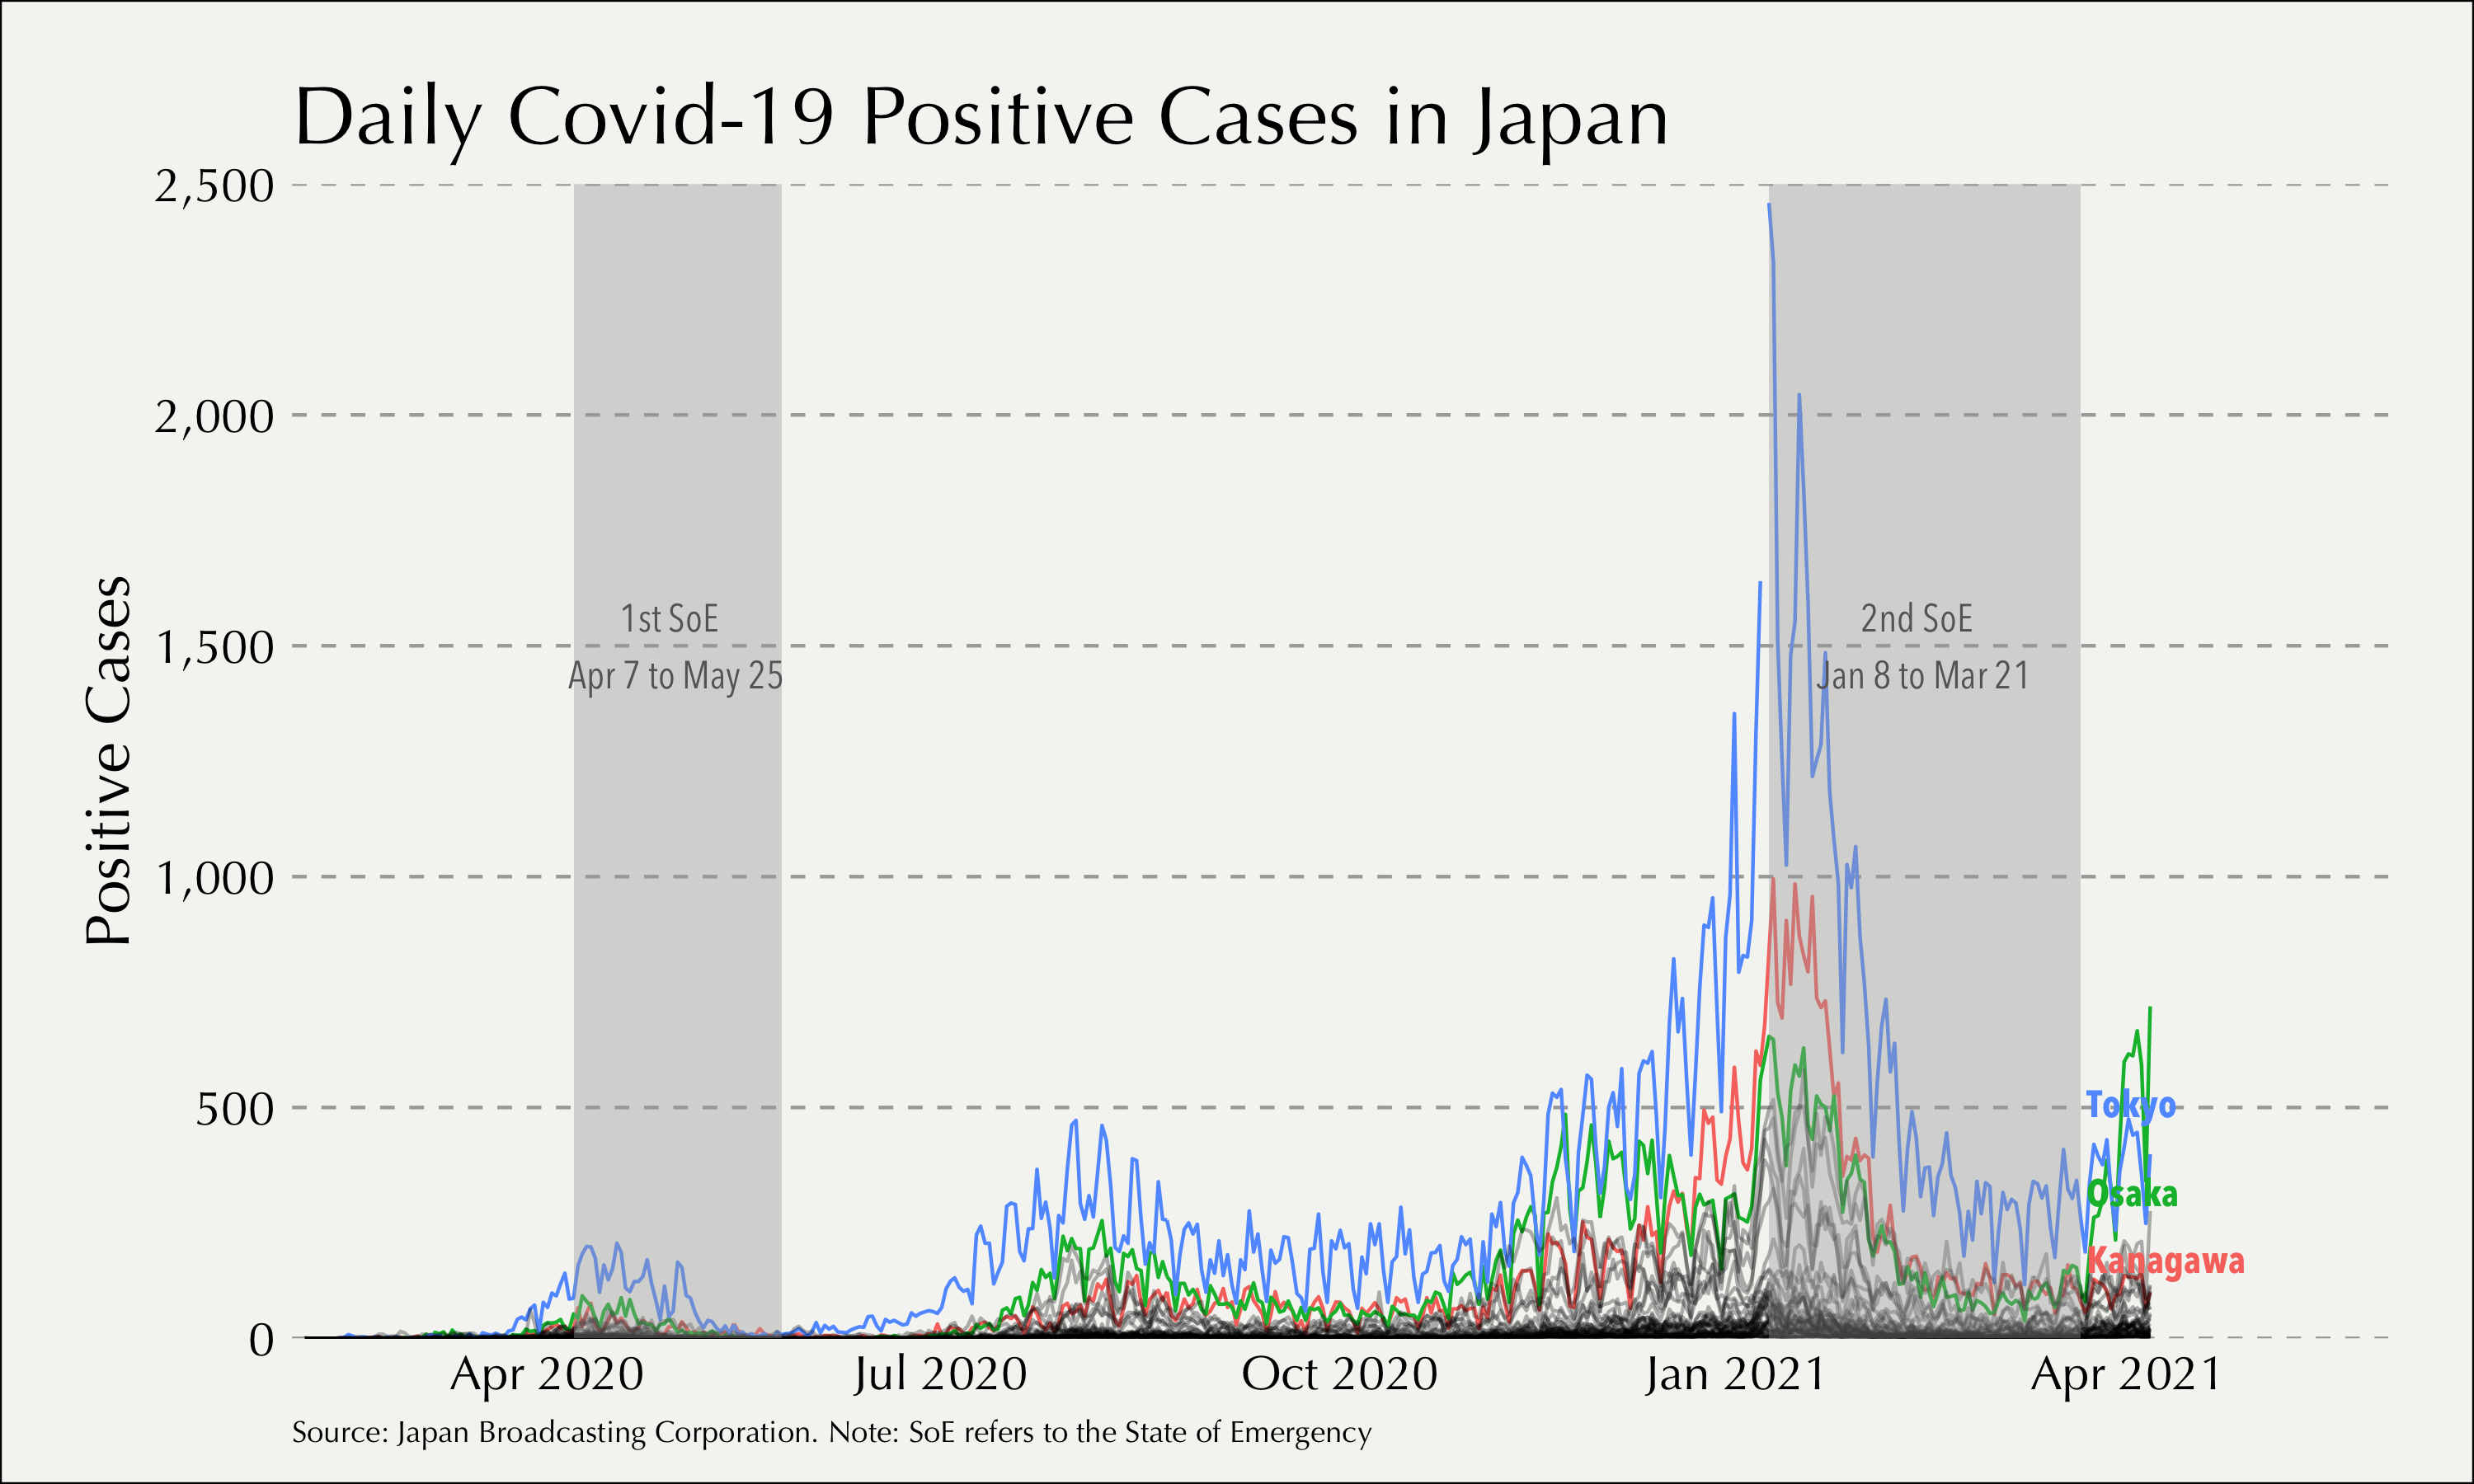 Daily Covid-19 Positive Cases in Japan
Positive Cases
2,500
2,000
1,500
1,000
500
0
1st SoE
Apr 7 to May 25
2nd SoE
Jan 8 to Mar 21
Tokyo
Osaka
Kanagawa
Apr 2020
Jul 2020
Oct 2020
Jan 2021
Apr 2021
Source: Japan Broadcasting Corporation. Note: SoE refers to the State of Emergency